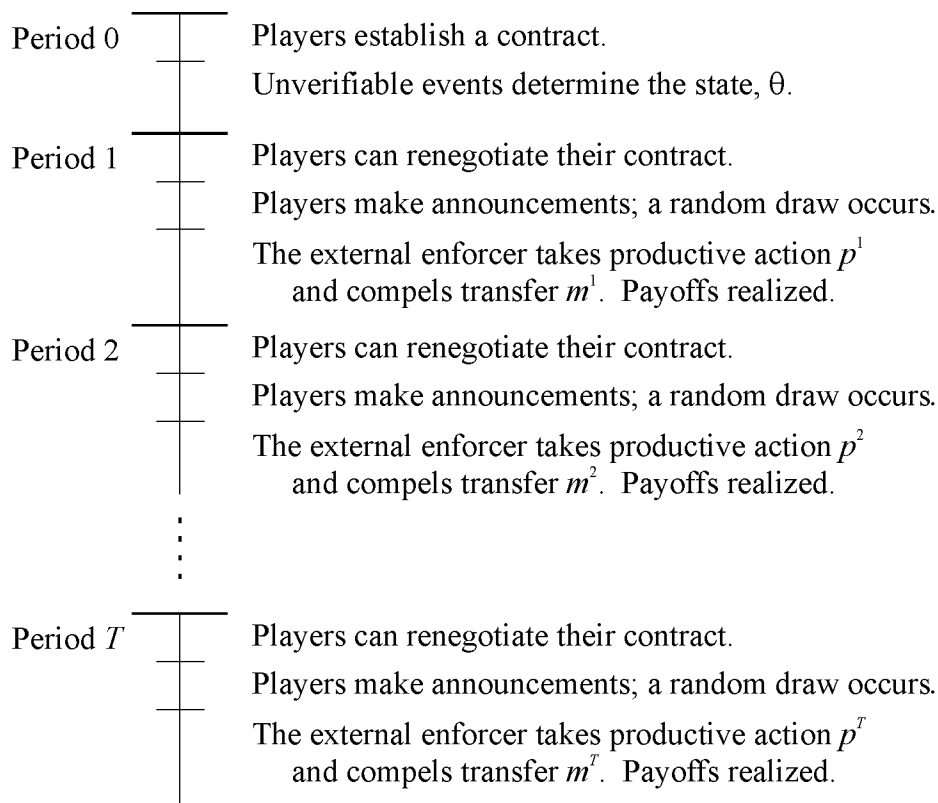 Period 0
Players establish a contract.
Unverifiable events determine the state, θ.
Period 1
Players can renegotiate their contract.
Players make announcements; a random draw occurs.
The external enforcer takes productive action p¹
and compels transfer m¹. Payoffs realized.
Period 2
Players can renegotiate their contract.
Players make announcements; a random draw occurs.
The external enforcer takes productive action p²
and compels transfer m². Payoffs realized.
Period T
Players can renegotiate their contract.
Players make announcements; a random draw occurs.
The external enforcer takes productive action pᵀ
and compels transfer mᵀ. Payoffs realized.